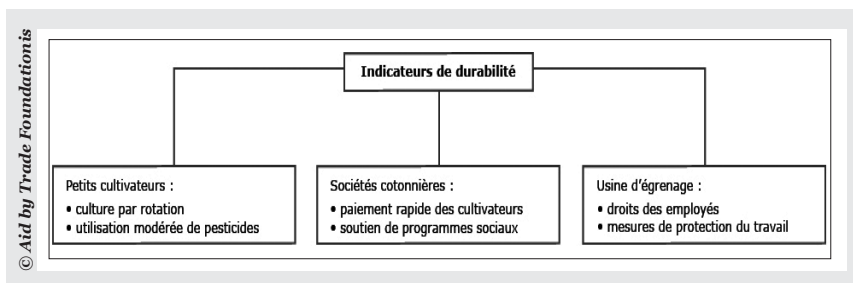 Indicateurs de durabilité
Petits cultivateurs :
• culture par rotation
• utilisation modérée de pesticides
Sociétés cotonnières :
• paiement rapide des cultivateurs
• soutien de programmes sociaux
Usine d'égrenage :
• droits des employés
• mesures de protection du travail
© Aid by Trade Foundationis